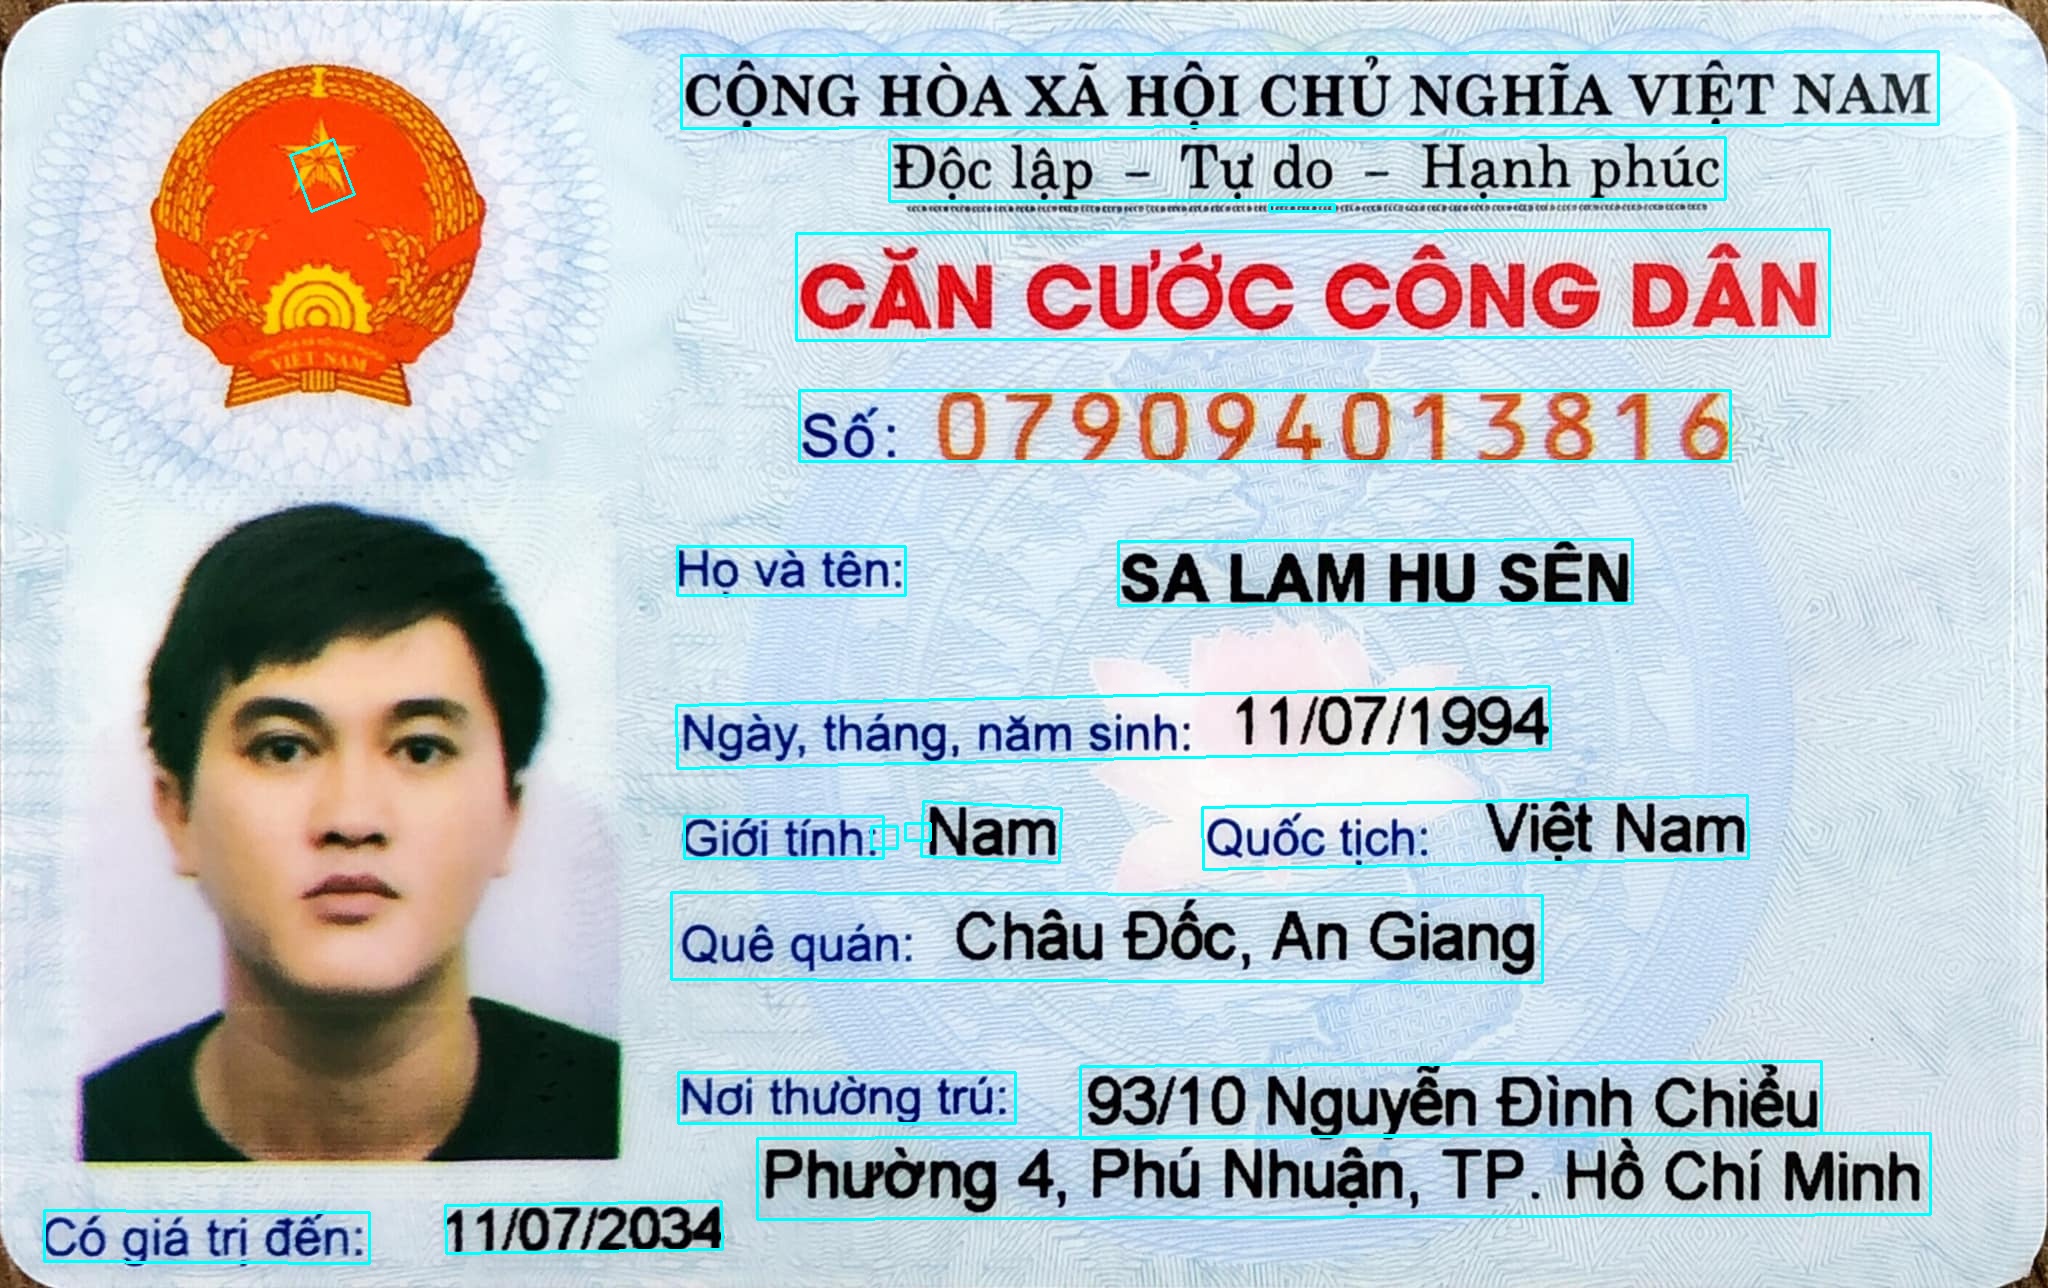 CỘNG HÒA XÃ HỘI CHỦ NGHĨA VIỆT NAM
Độc lập – Tự do – Hạnh phúc
CĂN CƯỚC CÔNG DÂN
VIỆT NAM
Số: 079094013816
Họ và tên: SA LAM HU SÊN
Ngày, tháng, năm sinh: 11/07/1994
Giới tính: Nam Quốc tịch: Việt Nam
Quê quán: Châu Đốc, An Giang
Nơi thường trú: 93/10 Nguyễn Đình Chiểu
Phường 4, Phú Nhuận, TP. Hồ Chí Minh
Có giá trị đến: 11/07/2034